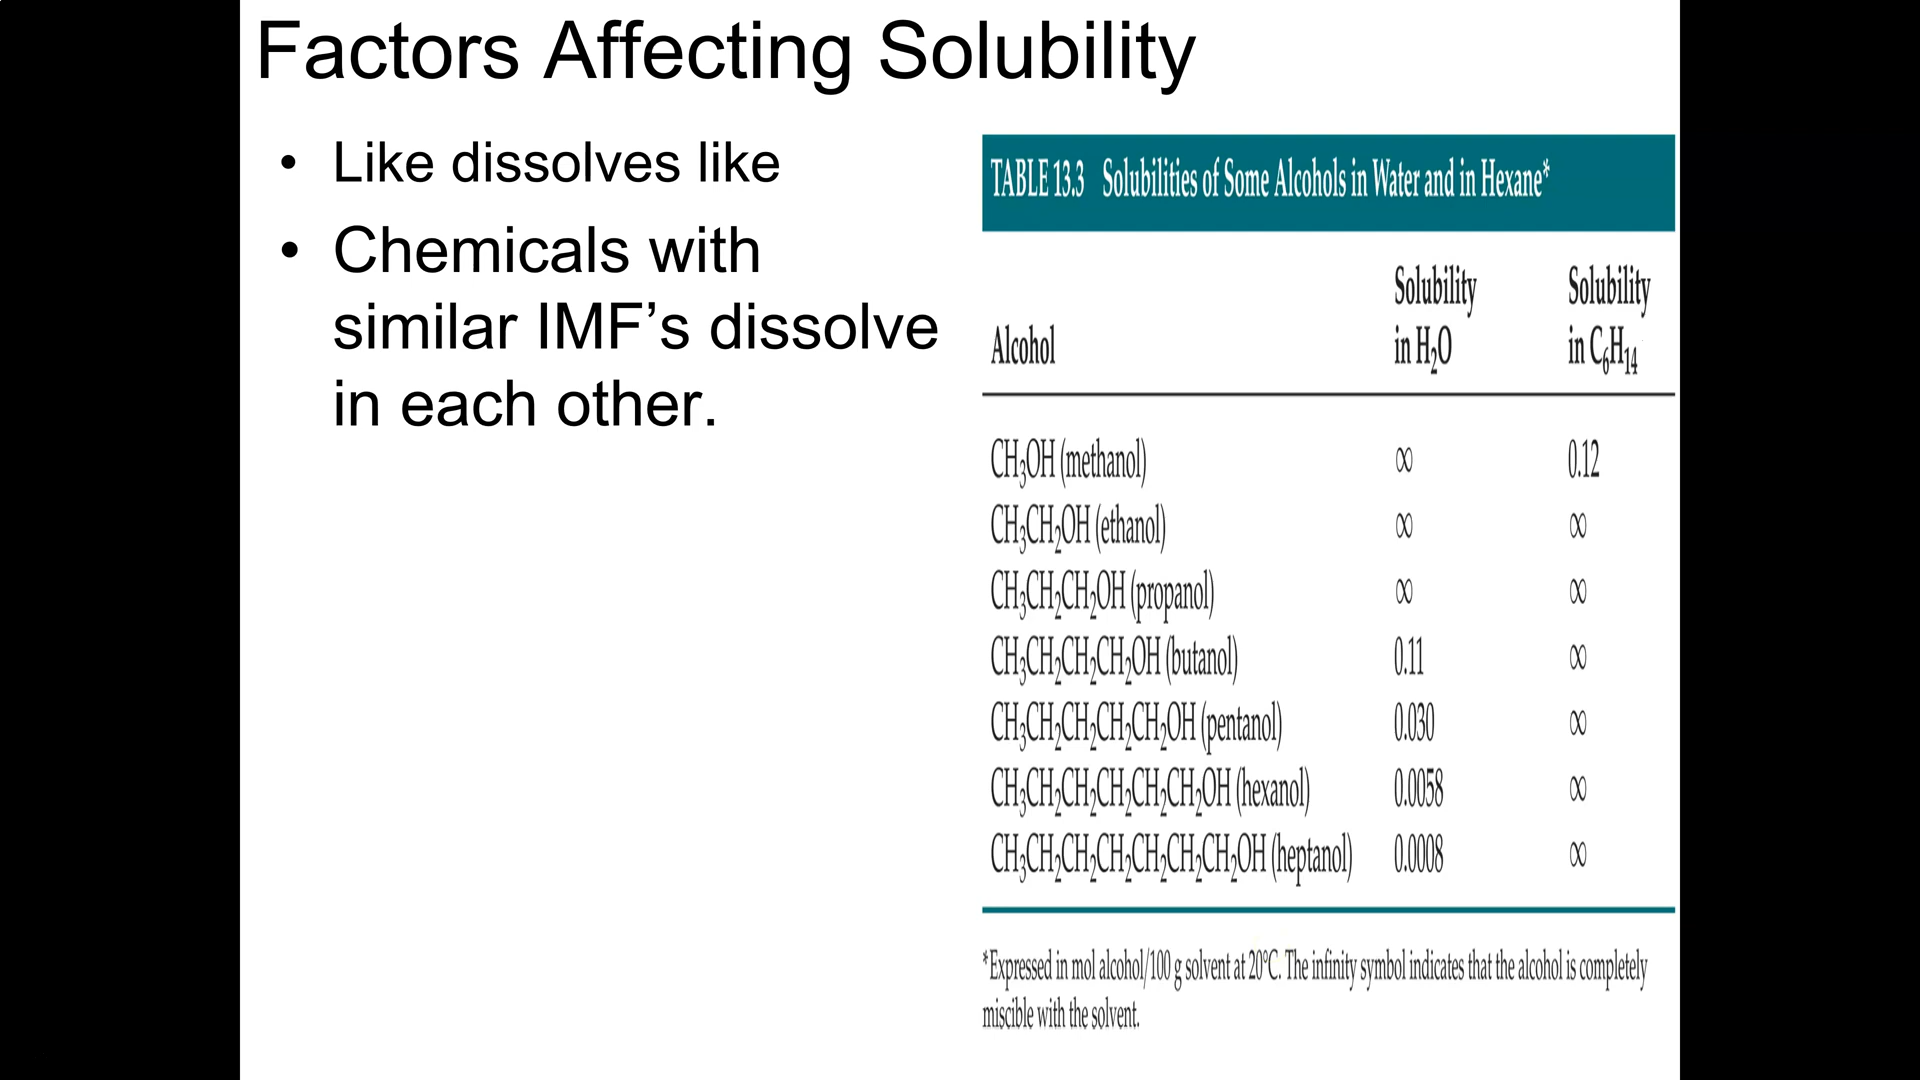 Factors Affecting Solubility
• Like dissolves like
• Chemicals with
similar IMF’s dissolve
in each other.
TABLE 13.3 Solubilities of Some Alcohols in Water and in Hexane*
Alcohol Solubility in H₂O Solubility in C₆H₁₄
CH₃OH (methanol) ∞ 0.12
CH₃CH₂OH (ethanol) ∞ ∞
CH₃CH₂CH₂OH (propanol) ∞ ∞
CH₃CH₂CH₂CH₂OH (butanol) 0.11 ∞
CH₃CH₂CH₂CH₂CH₂OH (pentanol) 0.030 ∞
CH₃CH₂CH₂CH₂CH₂CH₂OH (hexanol) 0.0058 ∞
CH₃CH₂CH₂CH₂CH₂CH₂CH₂OH (heptanol) 0.0008 ∞
*Expressed in mol alcohol/100 g solvent at 20°C. The infinity symbol indicates that the alcohol is completely
miscible with the solvent.